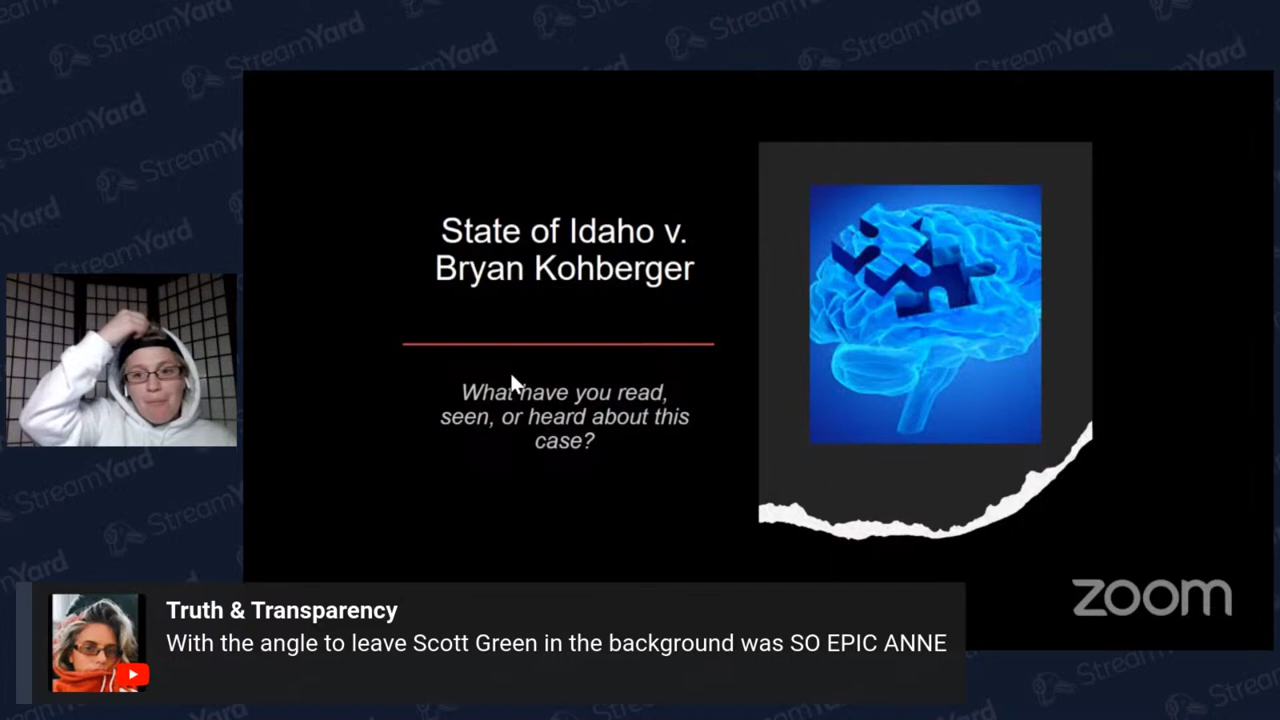 StreamYard
State of Idaho v.
Bryan Kohberger
What have you read,
seen, or heard about this
case?
zoom
Truth & Transparency
With the angle to leave Scott Green in the background was SO EPIC ANNE